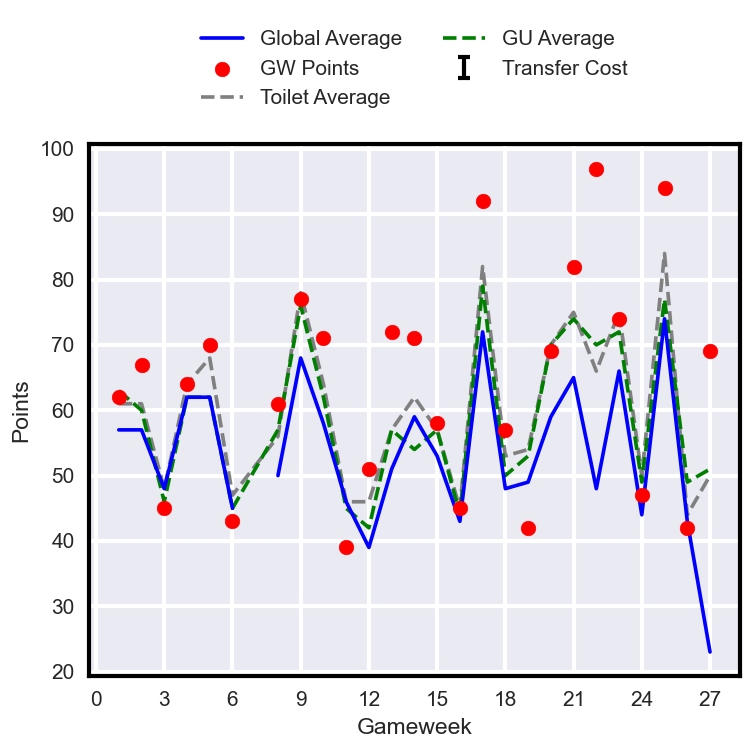 Global Average
GW Points
Toilet Average
GU Average
Transfer Cost
Points
100
90
80
70
60
50
40
30
20
0 3 6 9 12 15 18 21 24 27
Gameweek